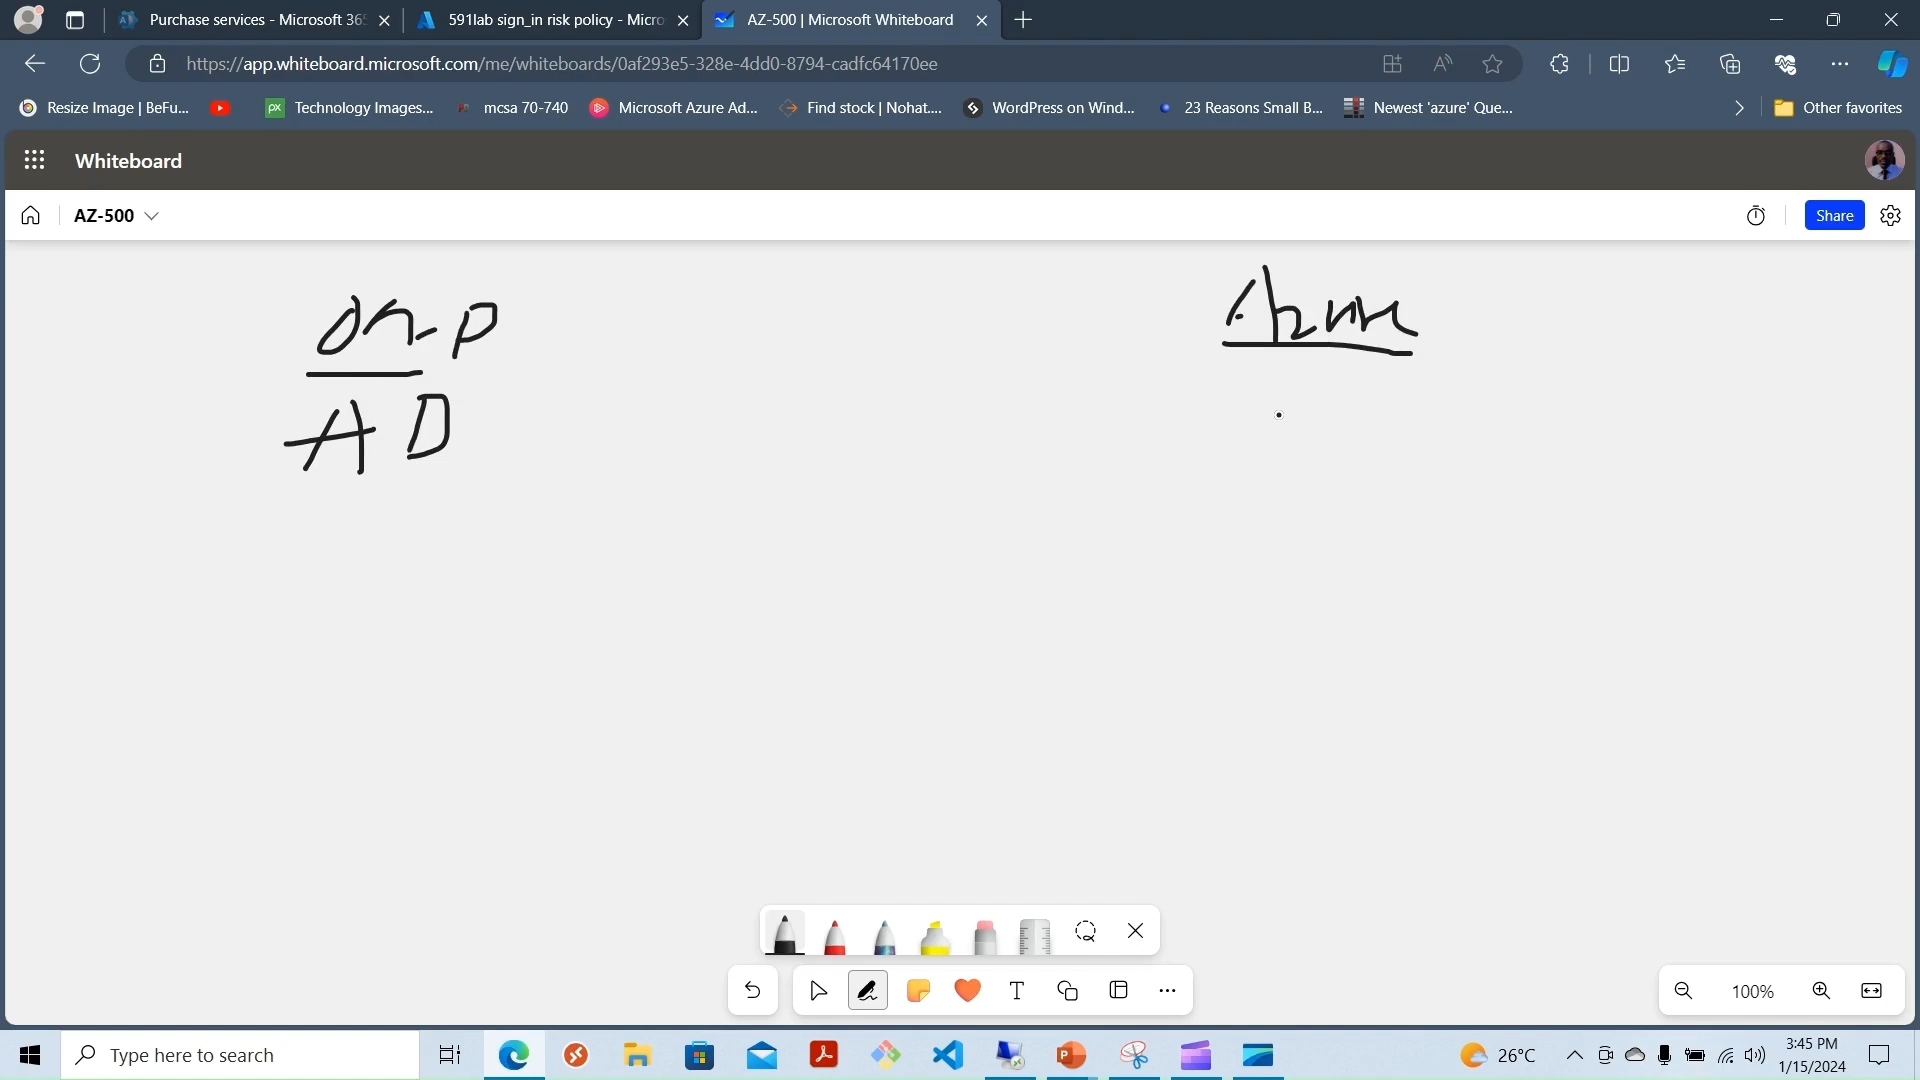 Purchase services - Microsoft 365
591lab sign_in risk policy - Micro
AZ-500 | Microsoft Whiteboard
https://app.whiteboard.microsoft.com/me/whiteboards/0af293e5-328e-4dd0-8794-cadfc64170ee
Resize Image | BeFu...
Technology Images...
mcsa 70-740
Microsoft Azure Ad...
Find stock | Nohat....
WordPress on Wind...
23 Reasons Small B...
Newest 'azure' Que...
Other favorites
Whiteboard
AZ-500
Share
on-P
Azure
AD
100%
Type here to search
26°C
3:45 PM
1/15/2024